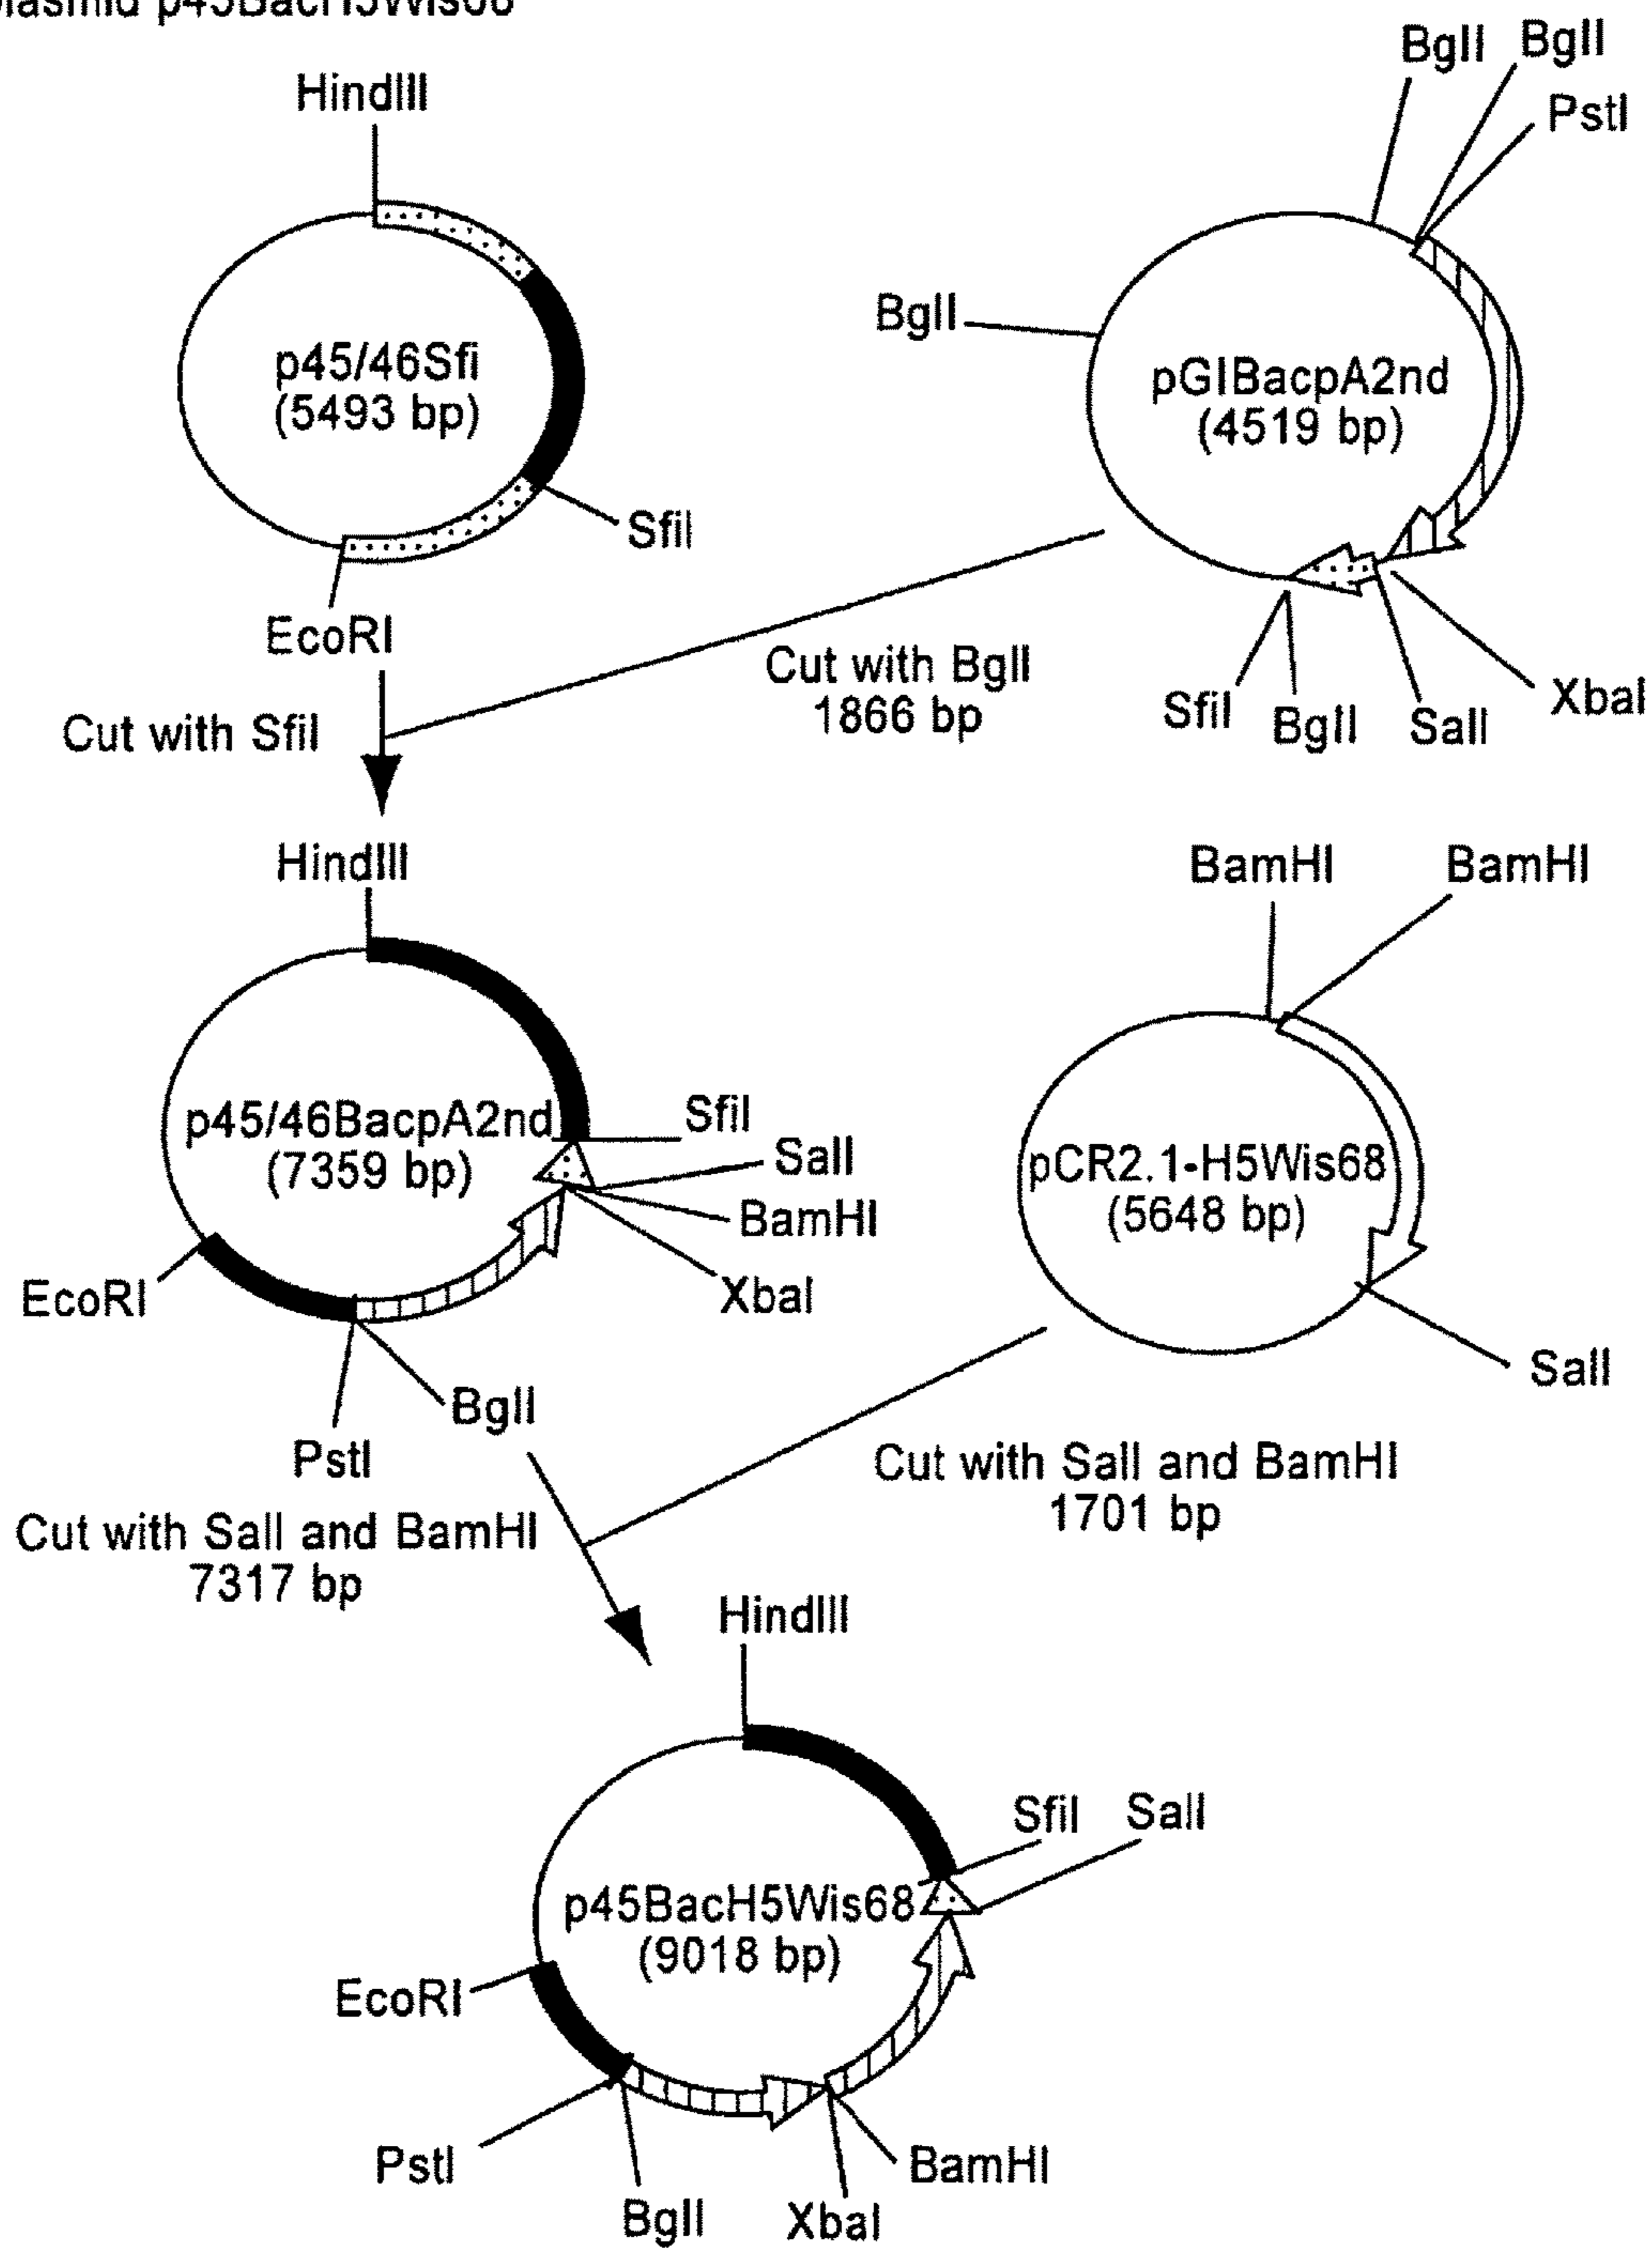 plasmid p45BacH5Wis68
HindIII
BglI BglI
PstI
BglI
p45/46Sfi
(5493 bp)
pGIBacpA2nd
(4519 bp)
SfiI
EcoRI
Cut with BglI
1866 bp
SfiI BglI SalI XbaI
Cut with SfiI
HindIII
BamHI BamHI
p45/46BacpA2nd
(7359 bp)
SfiI
SalI
BamHI
XbaI
pCR2.1-H5Wis68
(5648 bp)
EcoRI
SalI
BglI
PstI
Cut with SalI and BamHI
1701 bp
Cut with SalI and BamHI
7317 bp
HindIII
SfiI SalI
p45BacH5Wis68
(9018 bp)
EcoRI
PstI
BamHI
BglI XbaI